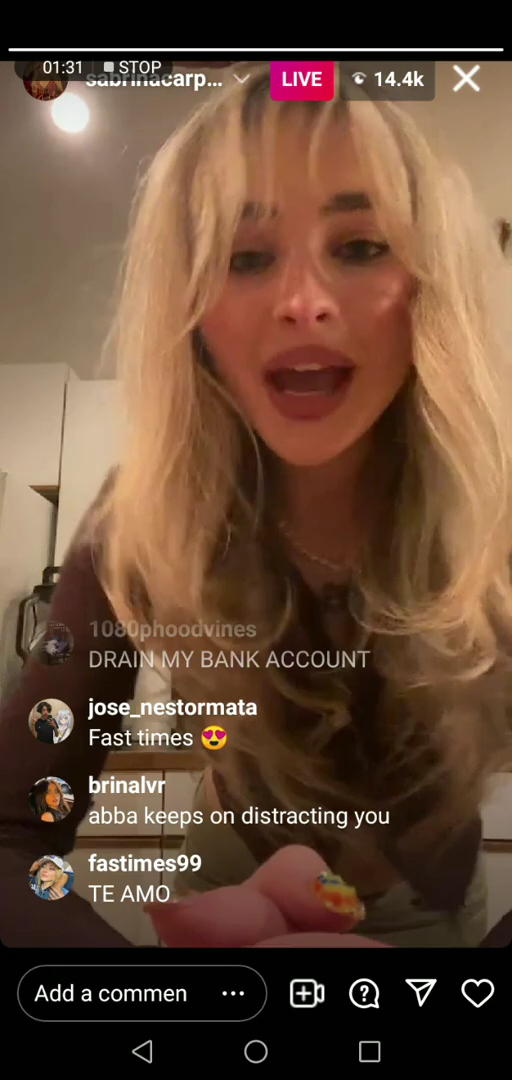 01:31 STOP
sabrinacarp...
LIVE
14.4k
1080phoodvines
DRAIN MY BANK ACCOUNT
jose_nestormata
Fast times 😍
brinalvr
abba keeps on distracting you
fastimes99
TE AMO
Add a commen